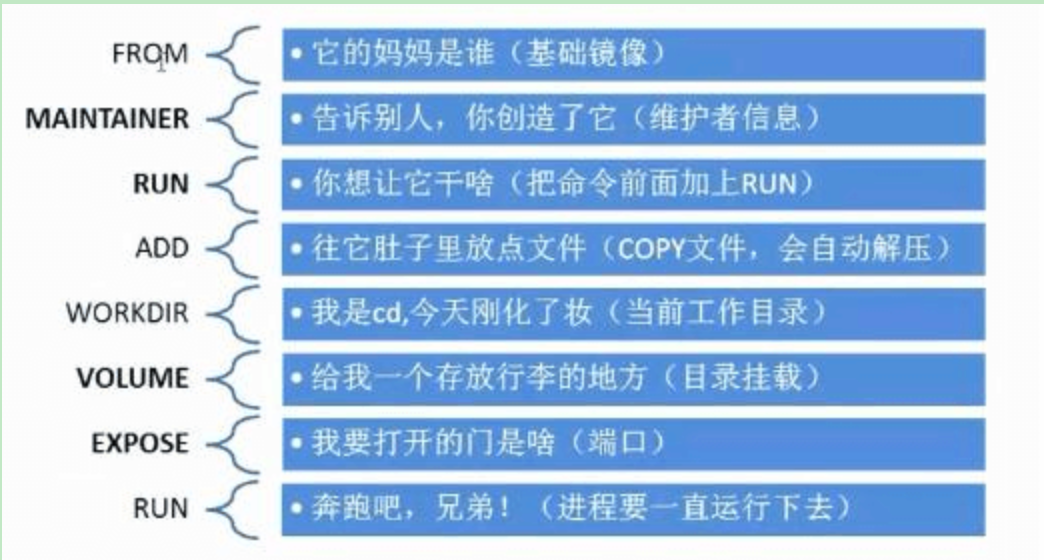 FROM
• 它的妈妈是谁（基础镜像）
MAINTAINER
• 告诉别人，你创造了它（维护者信息）
RUN
• 你想让它干啥（把命令前面加上RUN）
ADD
• 往它肚子里放点文件（COPY文件，会自动解压）
WORKDIR
• 我是cd,今天刚化了妆（当前工作目录）
VOLUME
• 给我一个存放行李的地方（目录挂载）
EXPOSE
• 我要打开的门是啥（端口）
RUN
• 奔跑吧，兄弟！（进程要一直运行下去）